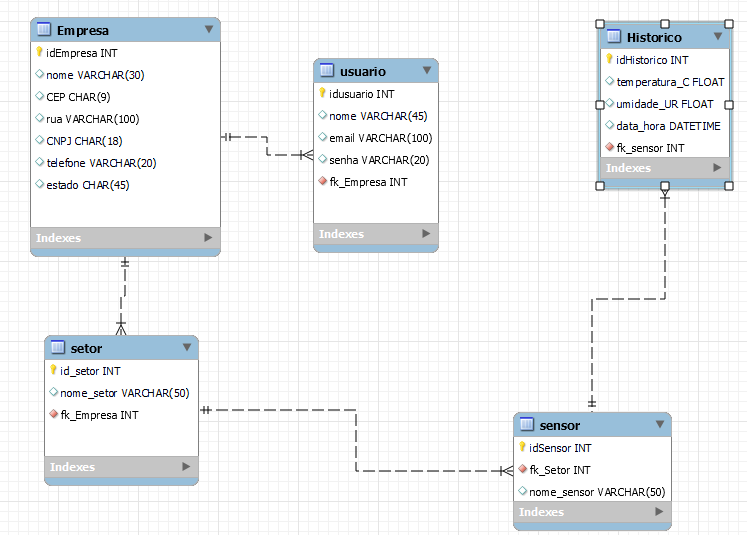 Empresa
idEmpresa INT
nome VARCHAR(30)
CEP CHAR(9)
rua VARCHAR(100)
CNPJ CHAR(18)
telefone VARCHAR(20)
estado CHAR(45)
Indexes
usuario
idusuario INT
nome VARCHAR(45)
email VARCHAR(100)
senha VARCHAR(20)
fk_Empresa INT
Indexes
Historico
idHistorico INT
temperatura_C FLOAT
umidade_UR FLOAT
data_hora DATETIME
fk_sensor INT
Indexes
setor
id_setor INT
nome_setor VARCHAR(50)
fk_Empresa INT
Indexes
sensor
idSensor INT
fk_Setor INT
nome_sensor VARCHAR(50)
Indexes